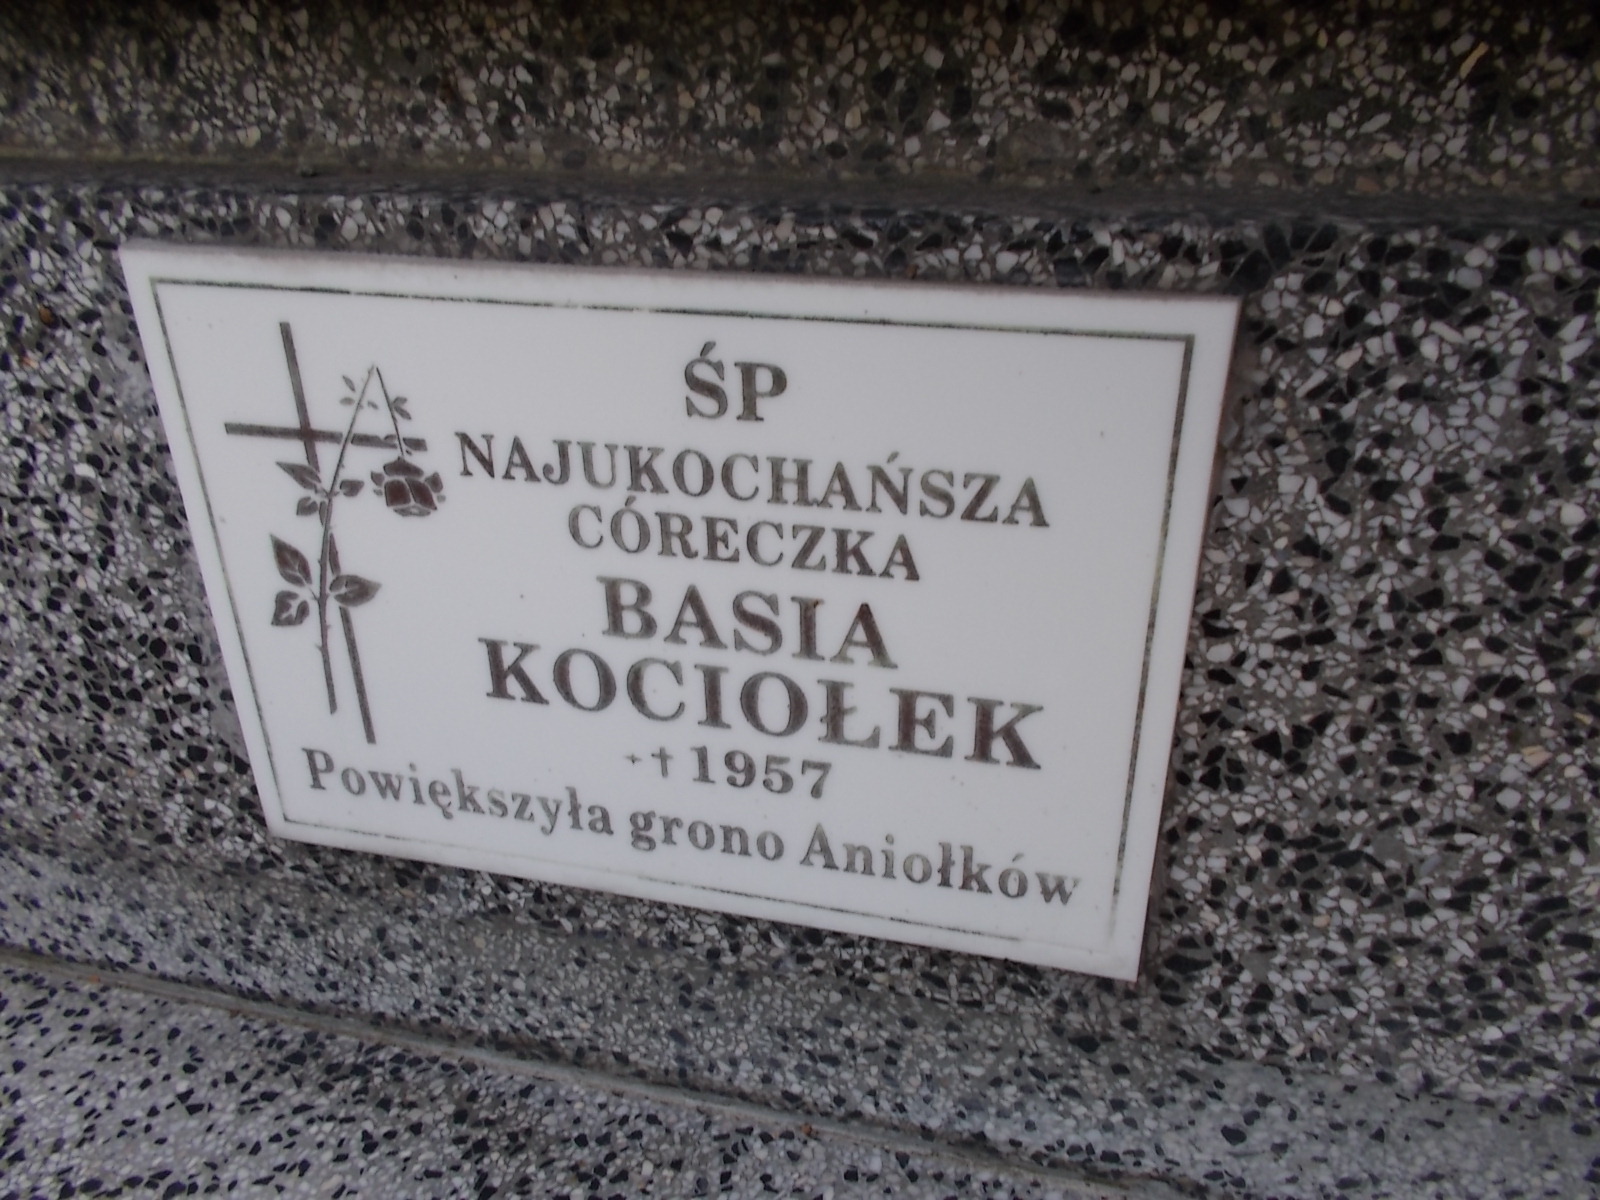 ŚP
NAJUKOCHAŃSZA
CÓRECZKA
BASIA
KOCIOŁEK
+ † 1957
Powiększyła grono Aniołków